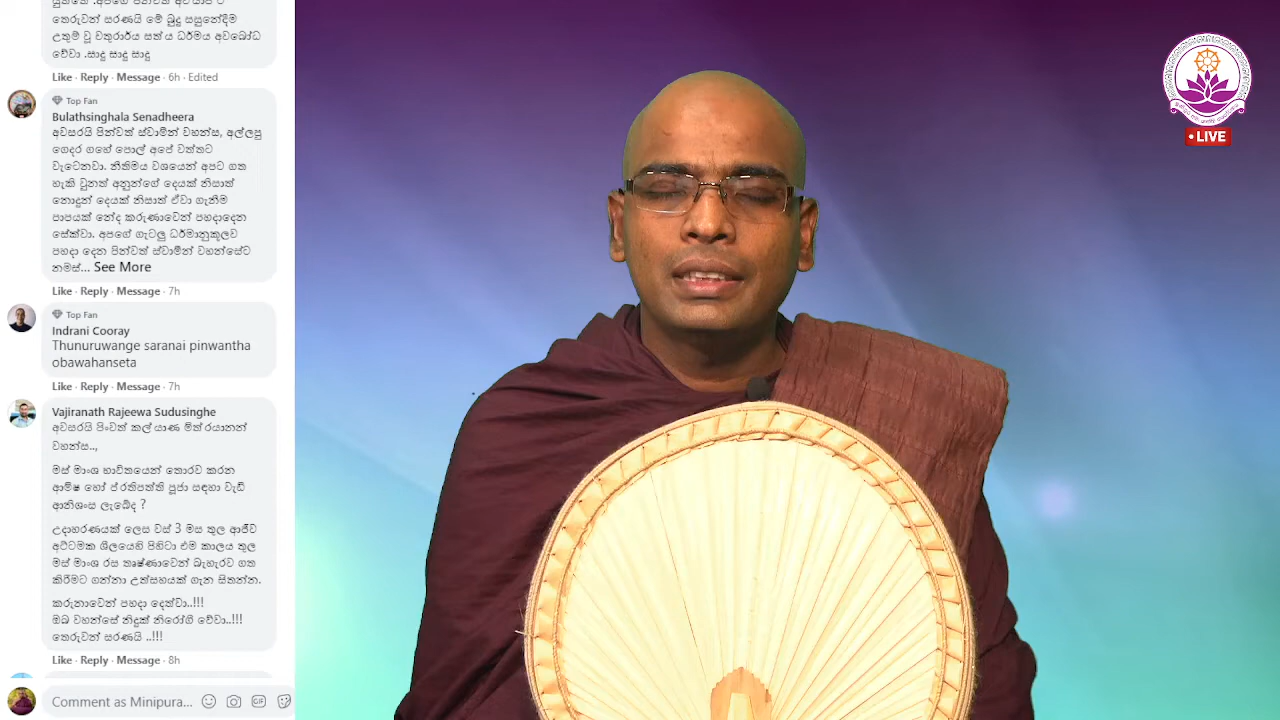 තෙරුවන් සරණයි මේ බුදු සසුනේදීම
උතුම් වූ චතුරාර්ය සත්‍ය ධර්මය අවබෝධ
වේවා .සාදු සාදු සාදු
Like · Reply · Message · 6h · Edited
Top Fan
Bulathsinghala Senadheera
අවසරයි පින්වත් ස්වාමින් වහන්ස, අල්ලපු
ගෙදර ගහේ පොල් අපේ වත්තට
වැටෙනවා. නීතිමය වශයෙන් අපට ගත
හැකි වුනත් අනුන්ගේ දෙයක් නිසාත්
නොදුන් දෙයක් නිසාත් ඒවා ගැනීම
පාපයක් නේද කරුණාවෙන් පහදාදෙන
සේක්වා. අපගේ ගැටලු ධර්මානුකූලව
පහදා දෙන පින්වත් ස්වාමීන් වහන්සේට
නමස්... See More
Like · Reply · Message · 7h
Top Fan
Indrani Cooray
Thunuruwange saranai pinwantha
obawahanseta
Like · Reply · Message · 7h
Vajiranath Rajeewa Sudusinghe
අවසරයි පිංවත් කල්‍යාණ මිත්‍රයානන්
වහන්ස..,
මස් මාංශ භාවිතයෙන් තොරව කරන
ආමිෂ හෝ ප්‍රතිපත්ති පූජා සඳහා වැඩි
ආනිශංස ලැබේද ?
උදාහරණයක් ලෙස වස් 3 මස තුල ආජීව
අට්ටමක ශීලයෙහි පිහිටා එම කාලය තුල
මස් මාංශ රස තෘෂ්ණාවෙන් බැහැරව ගත
කිරීමට ගන්නා උත්සහයක් ගැන සිතන්න.
කරුනාවෙන් පහදා දෙත්වා..!!!
ඔබ වහන්සේ නිදුක් නිරෝගි වේවා..!!!
තෙරුවන් සරණයි ..!!!
Like · Reply · Message · 8h
Comment as Minipura...
GIF
LIVE